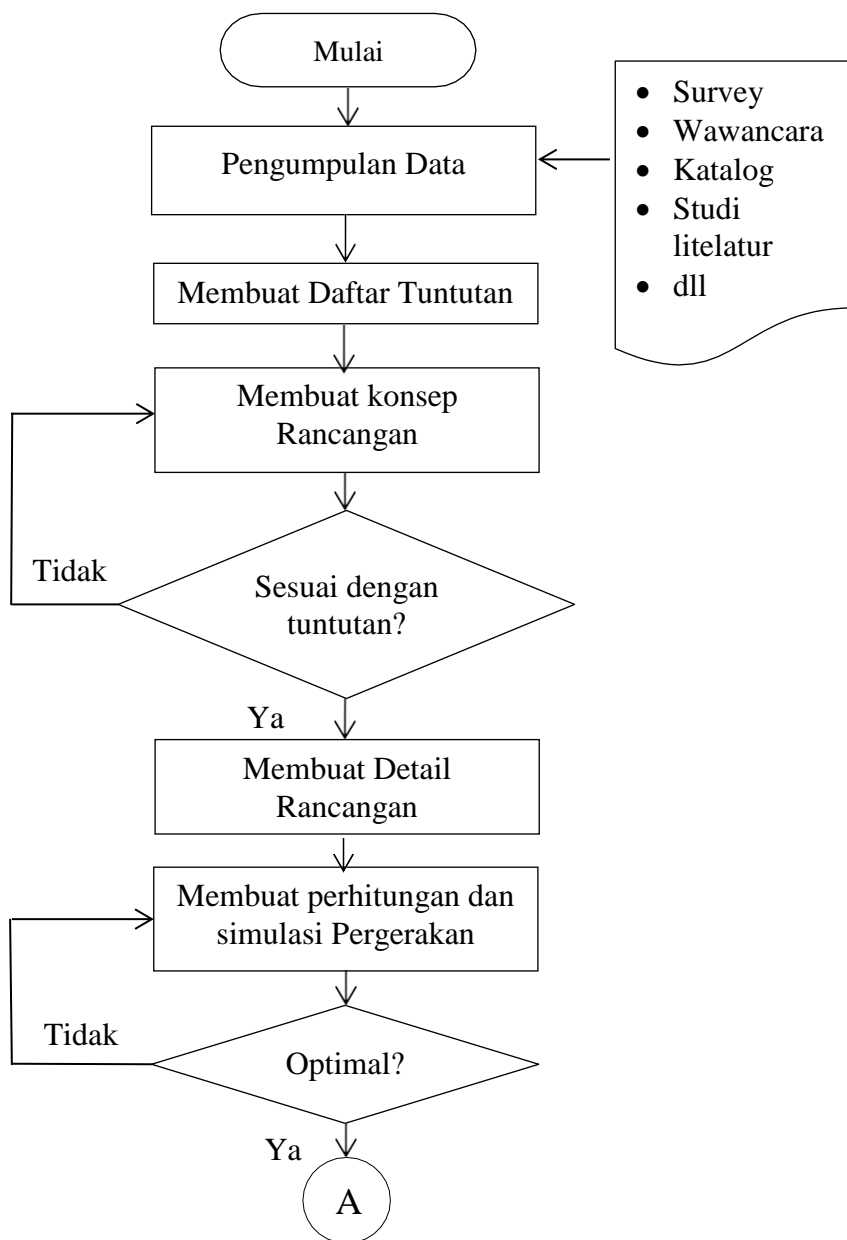 Mulai
Pengumpulan Data
• Survey
• Wawancara
• Katalog
• Studi
litelatur
• dll
Membuat Daftar Tuntutan
Membuat konsep
Rancangan
Tidak
Sesuai dengan
tuntutan?
Ya
Membuat Detail
Rancangan
Membuat perhitungan dan
simulasi Pergerakan
Tidak
Optimal?
Ya
A